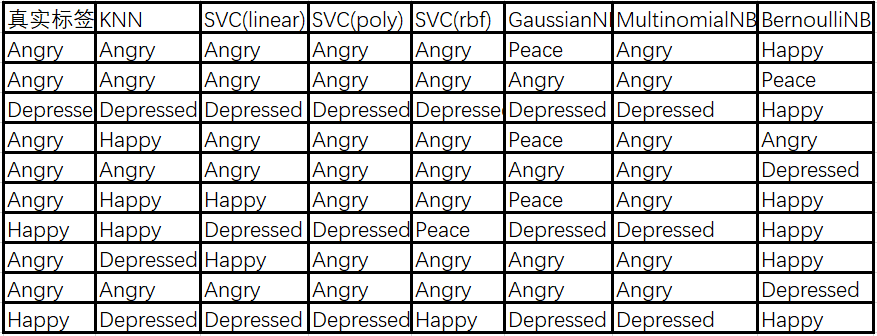 真实标签 KNN SVC(linear) SVC(poly) SVC(rbf) GaussianN MultinomialNB BernoulliNB
Angry Angry Angry Angry Angry Peace Angry Happy
Angry Angry Angry Angry Angry Angry Angry Peace
Depresse Depressed Depressed Depressed Depresse Depressed Depressed Happy
Angry Happy Angry Angry Angry Peace Angry Angry
Angry Angry Angry Angry Angry Angry Angry Depressed
Angry Happy Happy Angry Angry Peace Angry Happy
Happy Happy Depressed Depressed Peace Depressed Depressed Happy
Angry Depressed Happy Angry Angry Angry Angry Happy
Angry Angry Angry Angry Angry Angry Angry Depressed
Happy Depressed Depressed Depressed Happy Depressed Depressed Happy